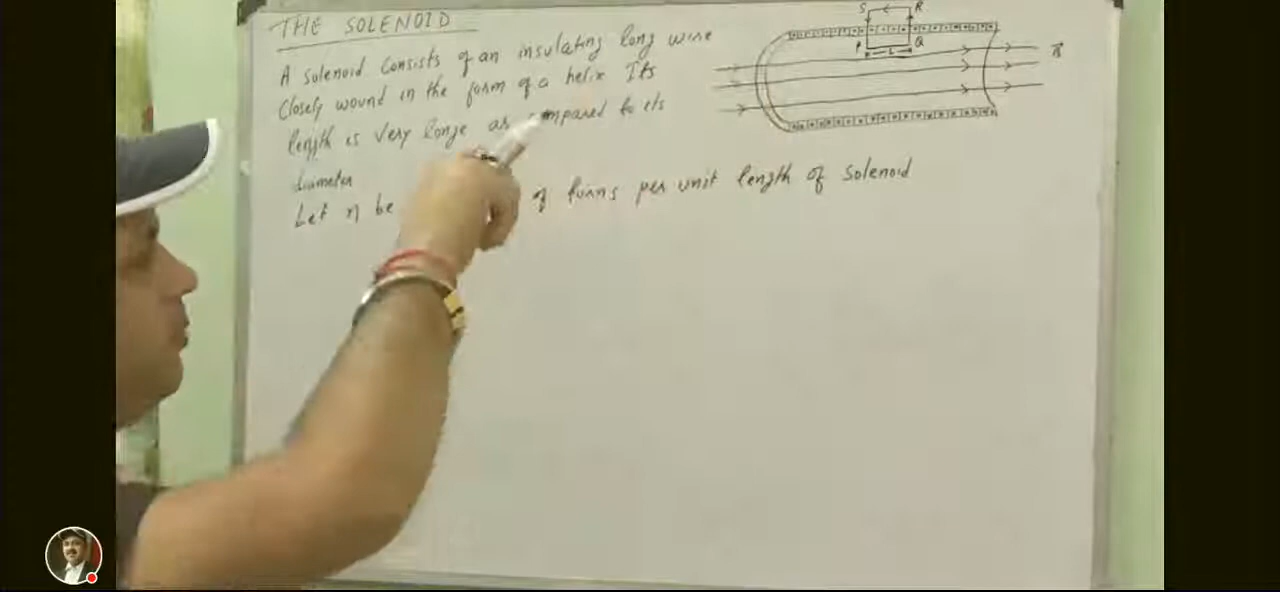 THE SOLENOID
A solenoid consists of an insulating long wire
closely wound in the form of a helix Its
length is very large as compared to its
diameter
Let n be of turns per unit length of solenoid
S R
P Q
L
B